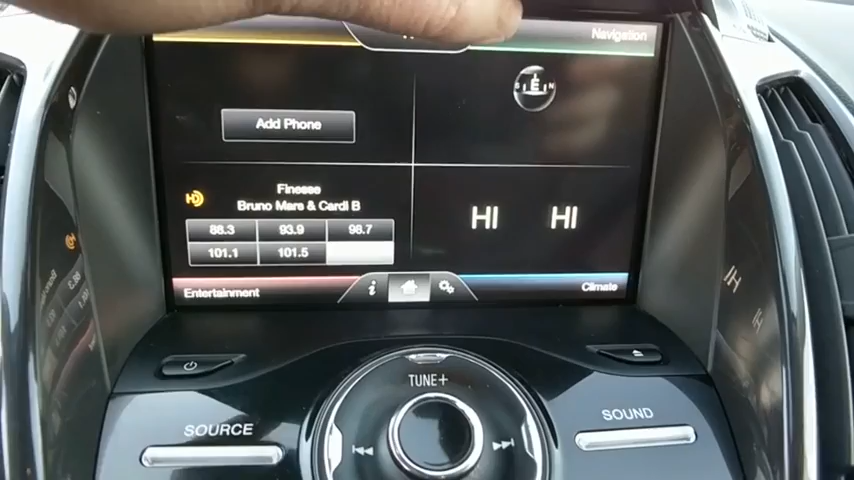 Navigation
S E N
Add Phone
HD
Finesse
Bruno Mars & Cardi B
88.3 93.9 98.7
101.1 101.5
HI HI
Entertainment
i
Climate
TUNE+
SOURCE
SOUND